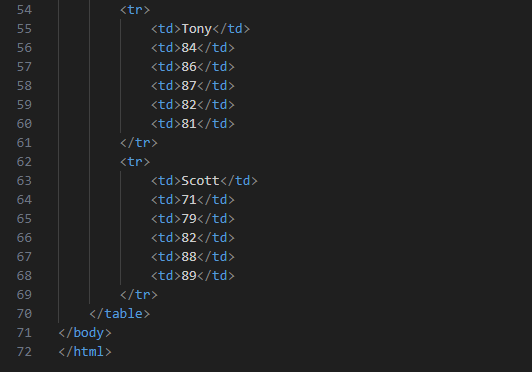 54 <tr>
55 <td>Tony</td>
56 <td>84</td>
57 <td>86</td>
58 <td>87</td>
59 <td>82</td>
60 <td>81</td>
61 </tr>
62 <tr>
63 <td>Scott</td>
64 <td>71</td>
65 <td>79</td>
66 <td>82</td>
67 <td>88</td>
68 <td>89</td>
69 </tr>
70 </table>
71 </body>
72 </html>